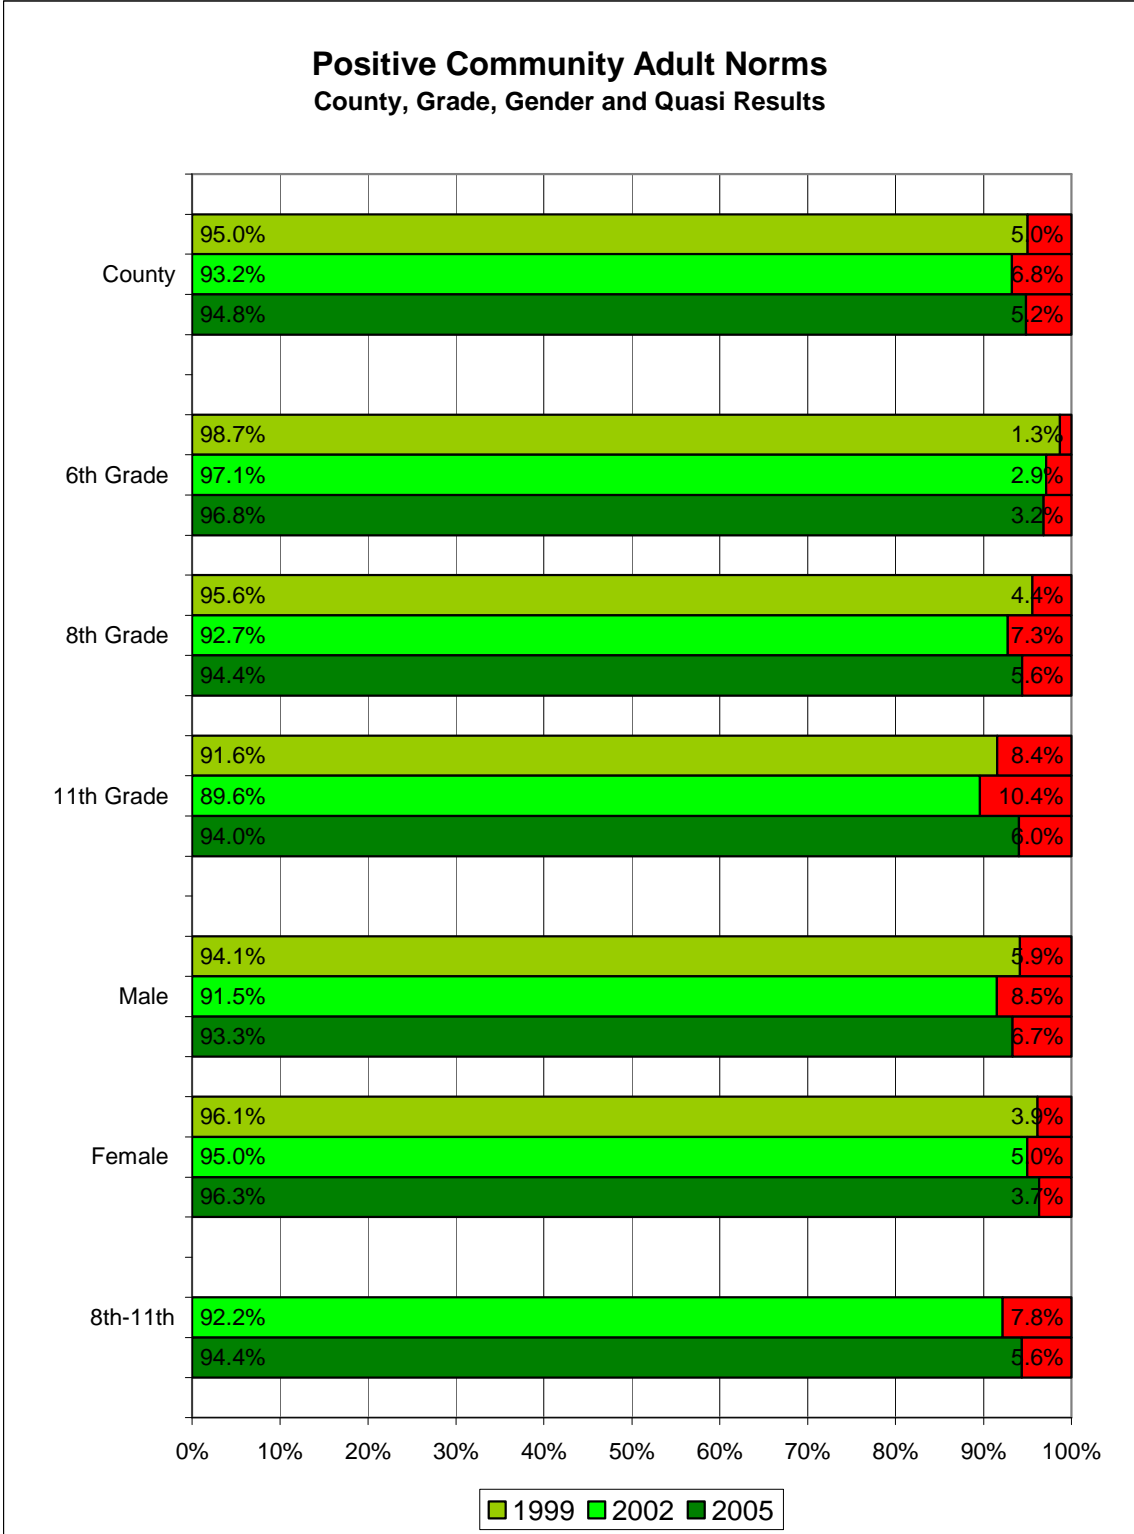 Positive Community Adult Norms
County, Grade, Gender and Quasi Results
95.0% 5.0%
County 93.2% 6.8%
94.8% 5.2%
98.7% 1.3%
6th Grade 97.1% 2.9%
96.8% 3.2%
95.6% 4.4%
8th Grade 92.7% 7.3%
94.4% 5.6%
91.6% 8.4%
11th Grade 89.6% 10.4%
94.0% 6.0%
94.1% 5.9%
Male 91.5% 8.5%
93.3% 6.7%
96.1% 3.9%
Female 95.0% 5.0%
96.3% 3.7%
8th-11th 92.2% 7.8%
94.4% 5.6%
0% 10% 20% 30% 40% 50% 60% 70% 80% 90% 100%
1999 2002 2005